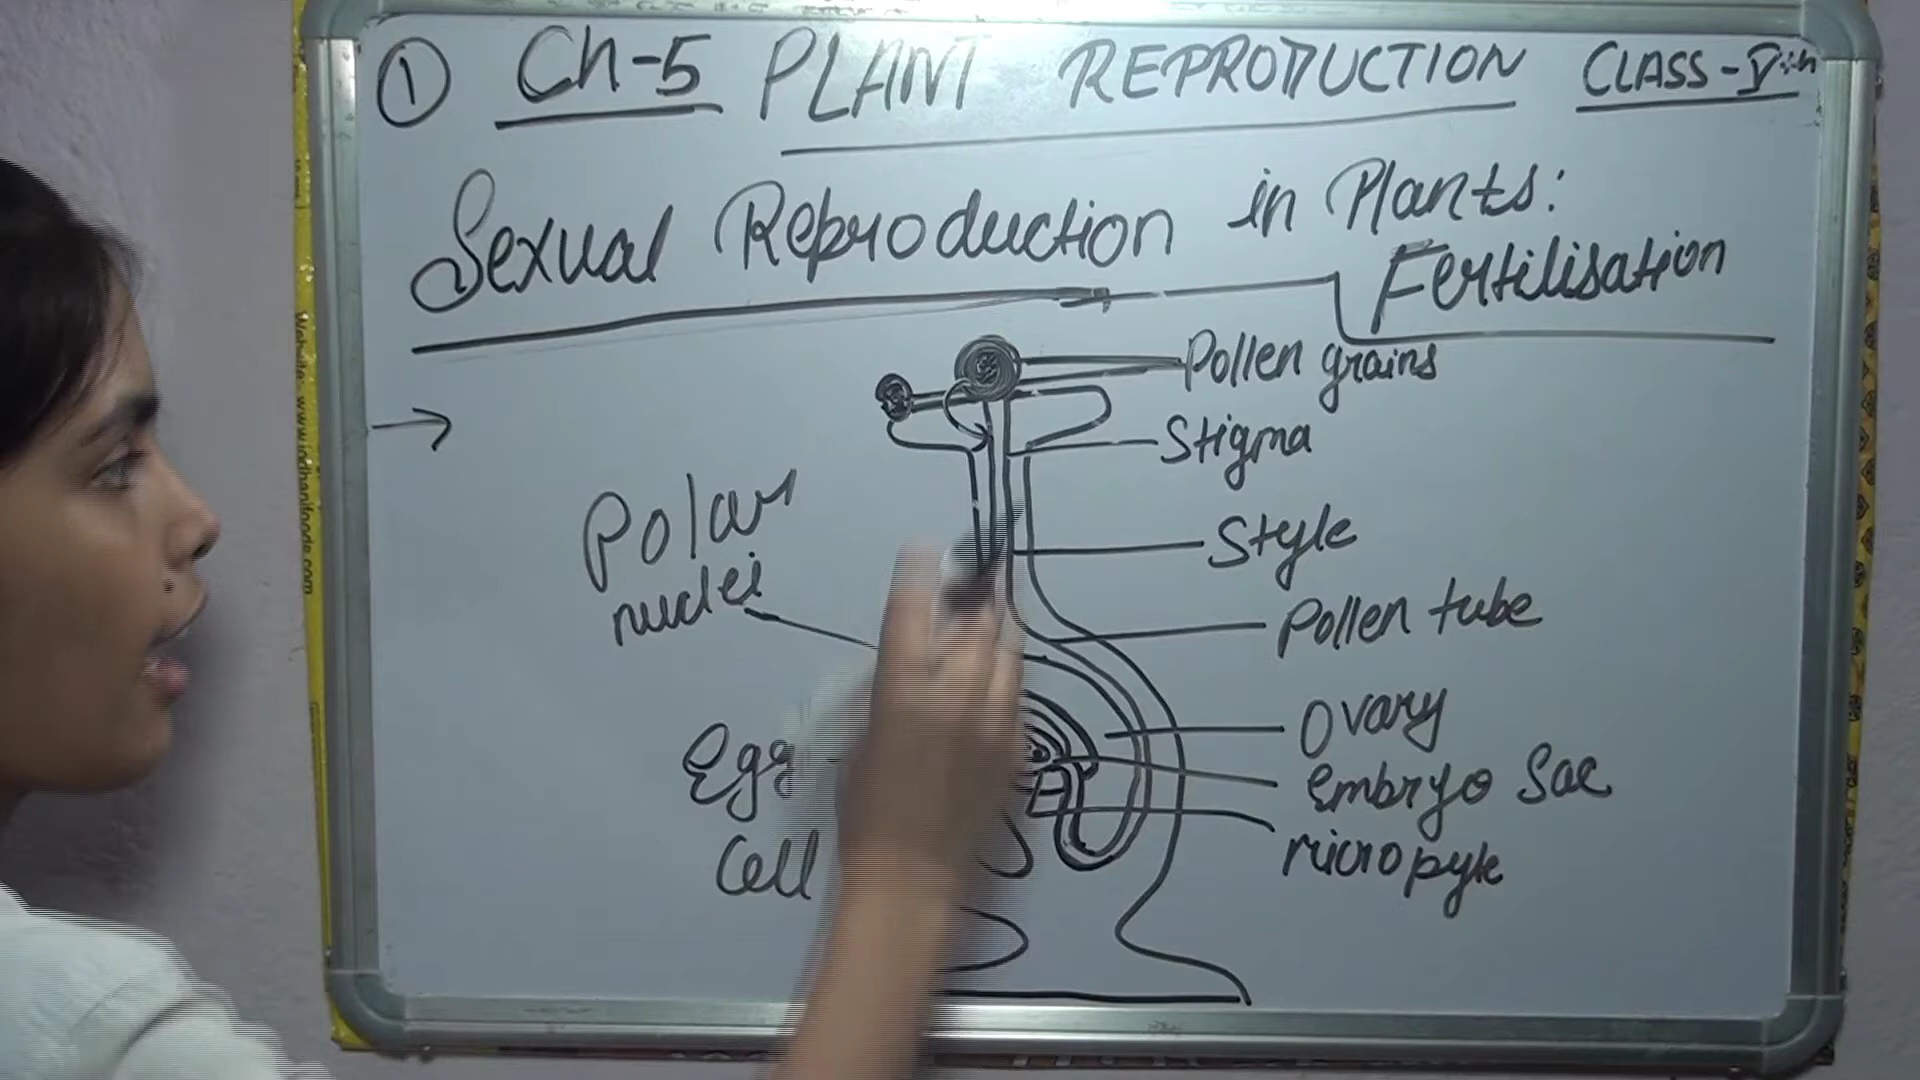 ① Ch-5 PLANT REPRODUCTION CLASS-Vth
Sexual Reproduction in Plants:
Fertilisation
Pollen grains
Stigma
Polar
nuclei
Style
Pollen tube
Ovary
Egg
Cell
embryo Sac
micropyle